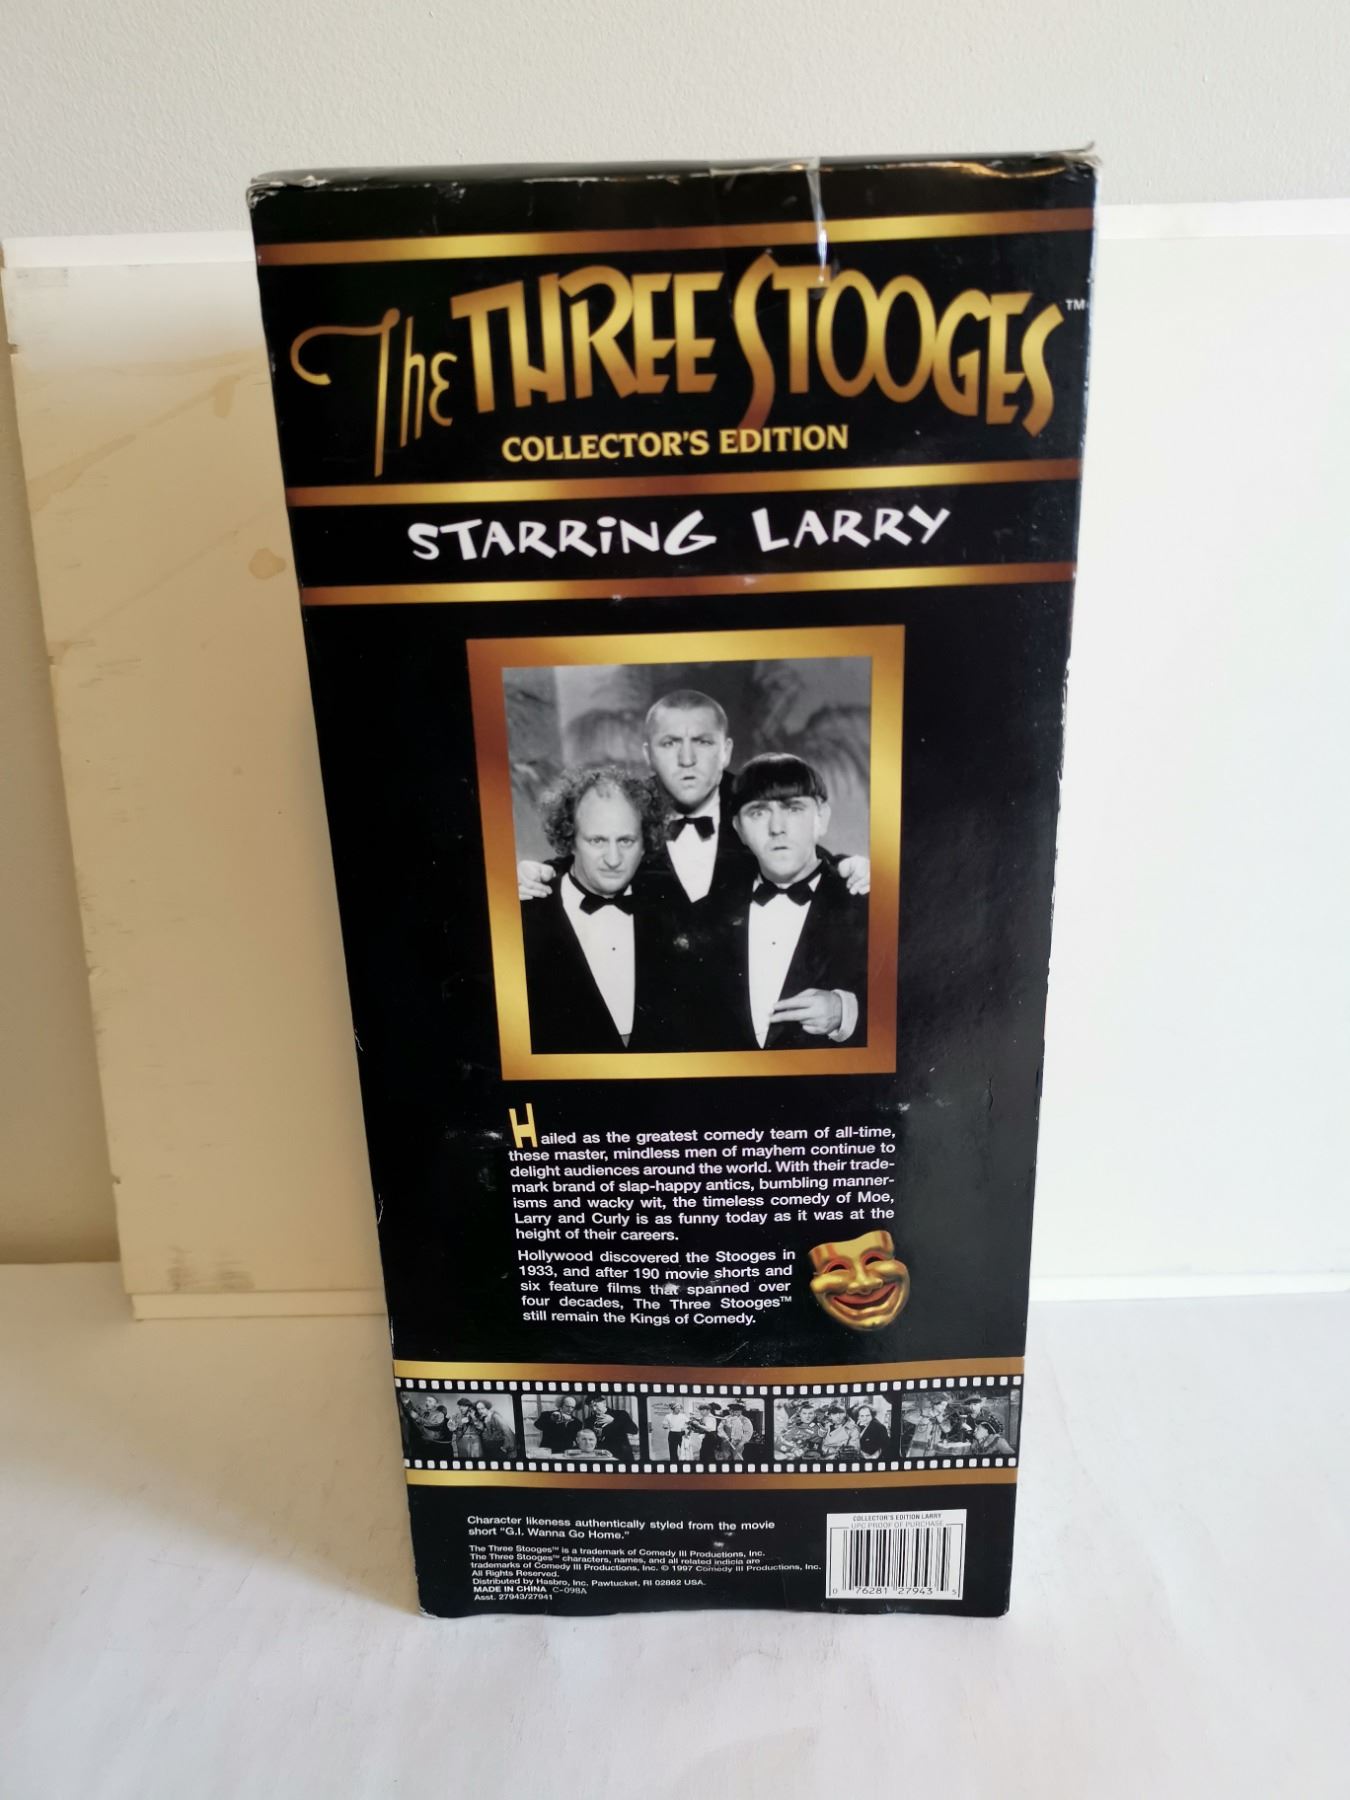 The THREE STOOGES™
COLLECTOR'S EDITION
STARRiNG LARRY
Hailed as the greatest comedy team of all-time,
these master, mindless men of mayhem continue to
delight audiences around the world. With their trade-
mark brand of slap-happy antics, bumbling manner-
isms and wacky wit, the timeless comedy of Moe,
Larry and Curly is as funny today as it was at the
height of their careers.
Hollywood discovered the Stooges in
1933, and after 190 movie shorts and
six feature films that spanned over
four decades, The Three Stooges™
still remain the Kings of Comedy.
Character likeness authentically styled from the movie
short "G.I. Wanna Go Home."
The Three Stooges™ is a trademark of Comedy III Productions, Inc.
The Three Stooges™ characters, names, and all related indicia are
trademarks of Comedy III Productions, Inc. © 1997 Comedy III Productions, Inc.
All Rights Reserved.
Distributed by Hasbro, Inc. Pawtucket, RI 02862 USA.
MADE IN CHINA C-098A
Asst. 27943/27941
COLLECTOR'S EDITION LARRY
UPC PROOF OF PURCHASE
0 76281 27943 5